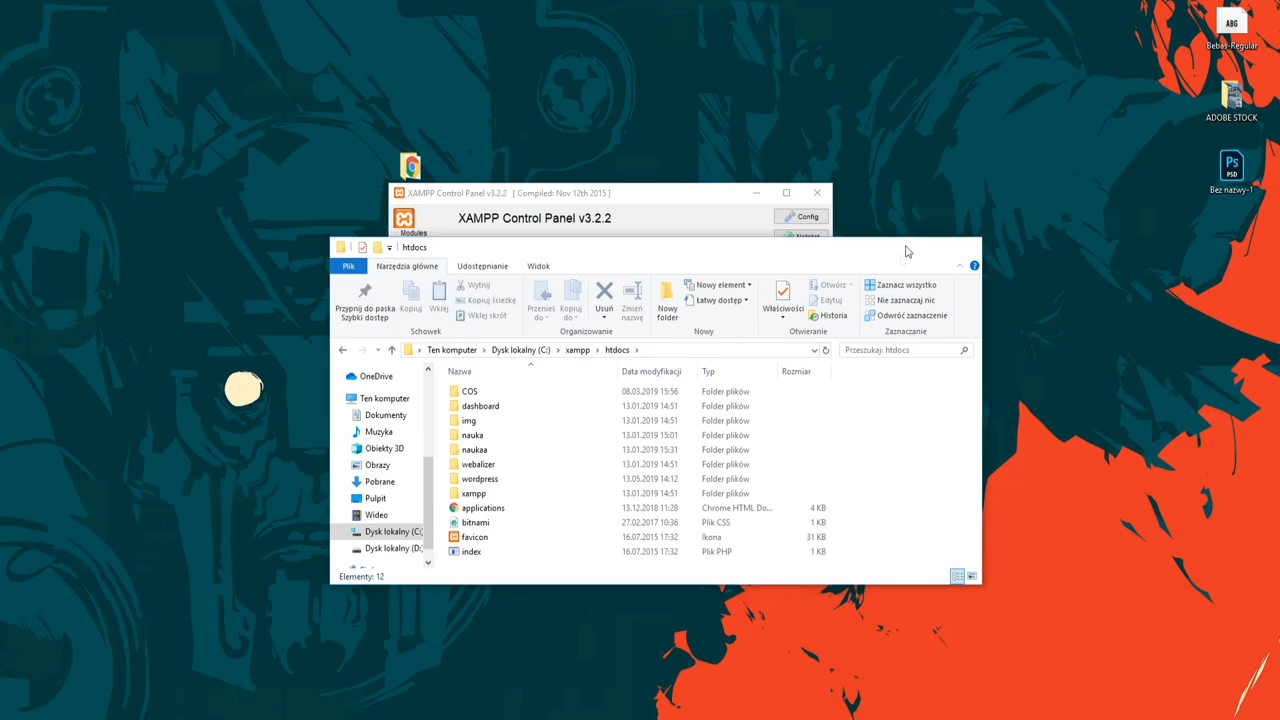 ABG
Bebas-Regular
ADOBE STOCK
Ps
PSD
Bez nazwy-1
XAMPP Control Panel v3.2.2 [ Compiled: Nov 12th 2015 ]
XAMPP Control Panel v3.2.2
Config
Modules
Netstat
htdocs
Plik Narzędzia główne Udostępnianie Widok
Przypnij do paska Szybki dostęp
Kopiuj
Wklej
Wytnij
Kopiuj ścieżkę
Wklej skrót
Schowek
Przenieś do
Kopiuj do
Usuń
Zmień nazwę
Organizowanie
Nowy folder
Nowy element
Łatwy dostęp
Nowy
Właściwości
Otwórz
Edytuj
Historia
Otwieranie
Zaznacz wszystko
Nie zaznaczaj nic
Odwróć zaznaczenie
Zaznaczanie
Ten komputer > Dysk lokalny (C:) > xampp > htdocs >
Przeszukaj: htdocs
OneDrive
Ten komputer
Dokumenty
Muzyka
Obiekty 3D
Obrazy
Pobrane
Pulpit
Wideo
Dysk lokalny (C:
Dysk lokalny (D:
Nazwa Data modyfikacji Typ Rozmiar
COS 08.03.2019 15:56 Folder plików
dashboard 13.01.2019 14:51 Folder plików
img 13.01.2019 14:51 Folder plików
nauka 13.01.2019 15:01 Folder plików
naukaa 13.01.2019 15:31 Folder plików
webalizer 13.01.2019 14:51 Folder plików
wordpress 13.05.2019 14:12 Folder plików
xampp 13.01.2019 14:51 Folder plików
applications 13.12.2018 11:28 Chrome HTML Do... 4 KB
bitnami 27.02.2017 10:36 Plik CSS 1 KB
favicon 16.07.2015 17:32 Ikona 31 KB
index 16.07.2015 17:32 Plik PHP 1 KB
Elementy: 12